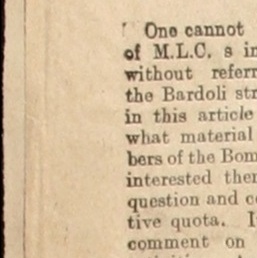 One cannot
of M.L.C. s in
without referr
the Bardoli str
in this article
what material
bers of the Bom
interested ther
question and co
tive quota. I
comment on